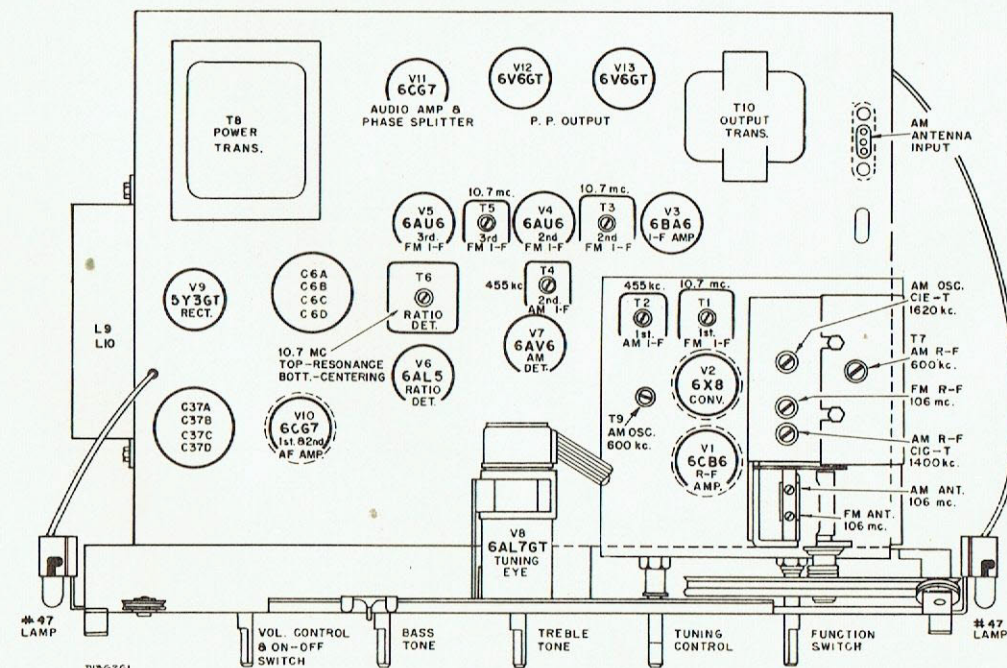 T8
POWER
TRANS.
V11
6CG7
AUDIO AMP &
PHASE SPLITTER
V12
6V6GT
V13
6V6GT
P. P. OUTPUT
T10
OUTPUT
TRANS.
AM
ANTENNA
INPUT
V5
6AU6
3rd.
FM I-F
10.7 mc.
T5
3rd
FM I-F
V4
6AU6
2nd
FM I-F
10.7 mc.
T3
2nd
FM I-F
V3
6BA6
I-F AMP.
L9
L10
V9
5Y3GT
RECT.
C6A
C6B
C6C
C6D
T6
RATIO
DET.
10.7 MC
TOP-RESONANCE
BOTT.-CENTERING
455 kc.
T4
2nd.
AM I-F
V7
6AV6
AM
DET.
V6
6AL5
RATIO
DET.
455 kc.
T2
1st.
AM I-F
10.7 mc.
T1
1st.
FM I-F
V2
6X8
CONV.
V1
6CB6
R-F
AMP.
T9
AM OSC.
600 kc.
AM OSC.
C1E-T
1620 kc.
T7
AM R-F
600 kc.
FM R-F
106 mc.
AM R-F
C1G-T
1400 kc.
AM ANT.
106 mc.
FM ANT.
106 mc.
C37A
C37B
C37C
C37D
V10
6CG7
1st. & 2nd
AF AMP.
V8
6AL7GT
TUNING
EYE
#47
LAMP
VOL. CONTROL
& ON-OFF
SWITCH
BASS
TONE
TREBLE
TONE
TUNING
CONTROL
FUNCTION
SWITCH
#47
LAMP